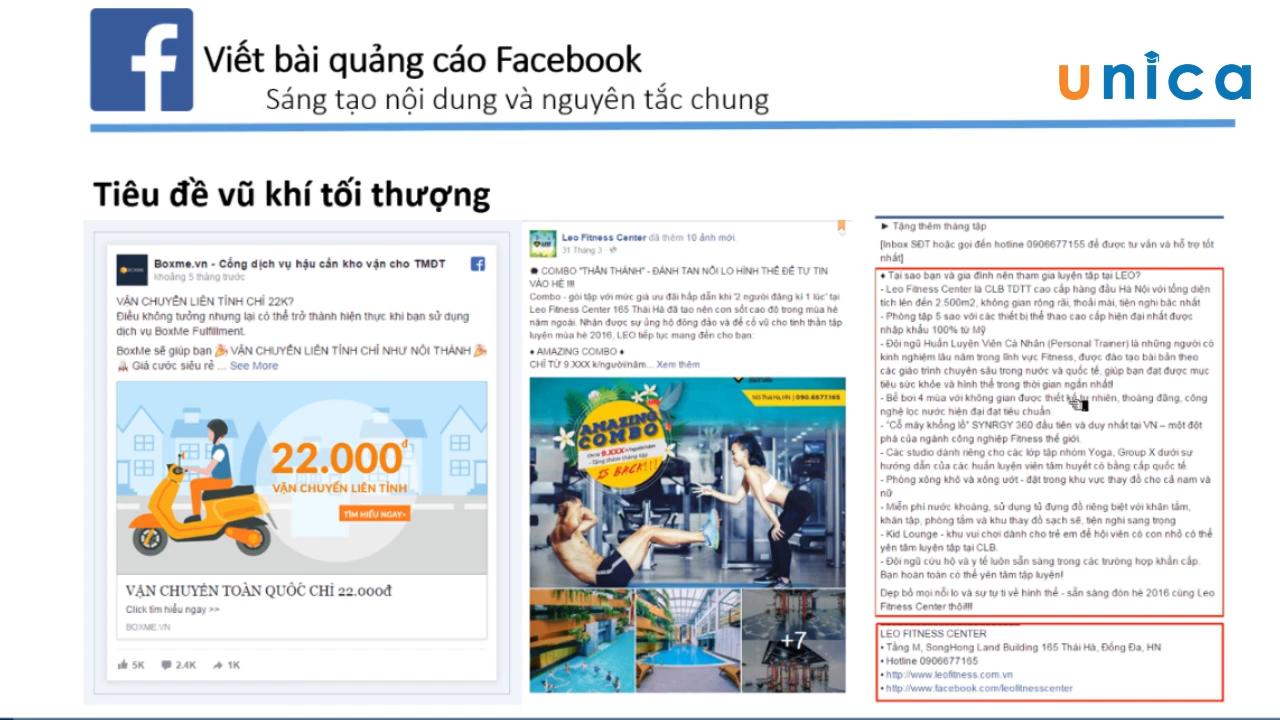 Viết bài quảng cáo Facebook
Sáng tạo nội dung và nguyên tắc chung
unica
Tiêu đề vũ khí tối thượng
Boxme.vn - Cổng dịch vụ hậu cần kho vận cho TMĐT
khoảng 5 tháng trước
VẬN CHUYỂN LIÊN TỈNH CHỈ 22K?
Điều không tưởng nhưng lại có thể trở thành hiện thực khi bạn sử dụng
dịch vụ BoxMe Fulfillment.
BoxMe sẽ giúp bạn 🎉 VẬN CHUYỂN LIÊN TỈNH CHỈ NHƯ NỘI THÀNH 🎉
Giá cước siêu rẻ ... See More
22.000đ
VẬN CHUYỂN LIÊN TỈNH
TÌM HIỂU NGAY>
VẬN CHUYỂN TOÀN QUỐC CHỈ 22.000đ
Click tìm hiểu ngay >>
BOXME.VN
5K 2.4K 1K
Leo Fitness Center đã thêm 10 ảnh mới.
31 Tháng 3
COMBO "THẦN THÁNH" - ĐÁNH TAN NỖI LO HÌNH THỂ ĐỂ TỰ TIN
VÀO HÈ !!!
Combo - gói tập với mức giá ưu đãi hấp dẫn khi '2 người đăng kí 1 lúc' tại
Leo Fitness Center 165 Thái Hà đã tạo nên cơn sốt cao độ trong mùa hè
năm ngoái. Nhận được sự ủng hộ đông đảo và để cổ vũ cho tinh thần tập
luyện mùa hè 2016, LEO tiếp tục mang đến cho bạn:
♦ AMAZING COMBO ♦
CHỈ TỪ 9.XXX k/người/năm... Xem thêm
165 Thái Hà, HN | 090.6677.165
AMAZING
COMBO
Chỉ từ 9.XXX k/người/năm
- Tặng thêm tháng tập
IS BACK!!!
+7
► Tặng thêm tháng tập
[Inbox SĐT hoặc gọi đến hotline 0906677155 để được tư vấn và hỗ trợ tốt
nhất]
♦ Tại sao bạn và gia đình nên tham gia luyện tập tại LEO?
- Leo Fitness Center là CLB TDTT cao cấp hàng đầu Hà Nội với tổng diện
tích lên đến 2.500m2, không gian rộng rãi, thoải mái, tiện nghi bậc nhất
- Phòng tập 5 sao với các thiết bị thể thao cao cấp hiện đại nhất được
nhập khẩu 100% từ Mỹ
- Đội ngũ Huấn Luyện Viên Cá Nhân (Personal Trainer) là những người có
kinh nghiệm lâu năm trong lĩnh vực Fitness, được đào tạo bài bản theo
các giáo trình chuyên sâu trong nước và quốc tế, giúp bạn đạt được mục
tiêu sức khỏe và hình thể trong thời gian ngắn nhất!
- Bể bơi 4 mùa với không gian được thiết kế tự nhiên, thoáng đãng, công
nghệ lọc nước hiện đại đạt tiêu chuẩn.
- "Cỗ máy khổng lồ" SYNRGY 360 đầu tiên và duy nhất tại VN – một đột
phá của ngành công nghiệp Fitness thế giới.
- Các studio dành riêng cho các lớp tập nhóm Yoga, Group X dưới sự
hướng dẫn của các huấn luyện viên tâm huyết có bằng cấp quốc tế.
- Phòng xông khô và xông ướt - đặt trong khu vực thay đồ cho cả nam và
nữ
- Miễn phí nước khoáng, sử dụng tủ đựng đồ riêng biệt với khăn tắm,
khăn tập, phòng tắm và khu thay đồ sạch sẽ, tiện nghi sang trọng
- Kid Lounge - khu vui chơi dành cho trẻ em để hội viên có con nhỏ có thể
yên tâm luyện tập tại CLB.
- Đội ngũ cứu hộ và y tế luôn sẵn sàng trong các trường hợp khẩn cấp.
Bạn hoàn toàn có thể yên tâm tập luyện!
Dẹp bỏ mọi nỗi lo và sự tự ti về hình thể - sẵn sàng đón hè 2016 cùng Leo
Fitness Center thôi!!!!
LEO FITNESS CENTER
• Tầng M, SongHong Land Building 165 Thái Hà, Đống Đa, HN
• Hotline 0906677165
• http://www.leofitness.com.vn
• http://www.facebook.com/leofitnesscenter